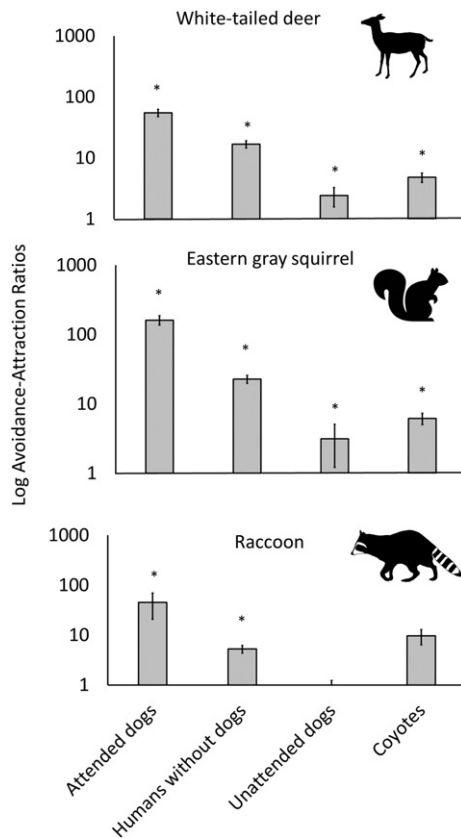 White-tailed deer
1000
100
10
1
*
*
*
*
Log Avoidance-Attraction Ratios
Eastern gray squirrel
1000
100
10
1
*
*
*
*
Raccoon
1000
100
10
1
*
*
Attended dogs
Humans without dogs
Unattended dogs
Coyotes